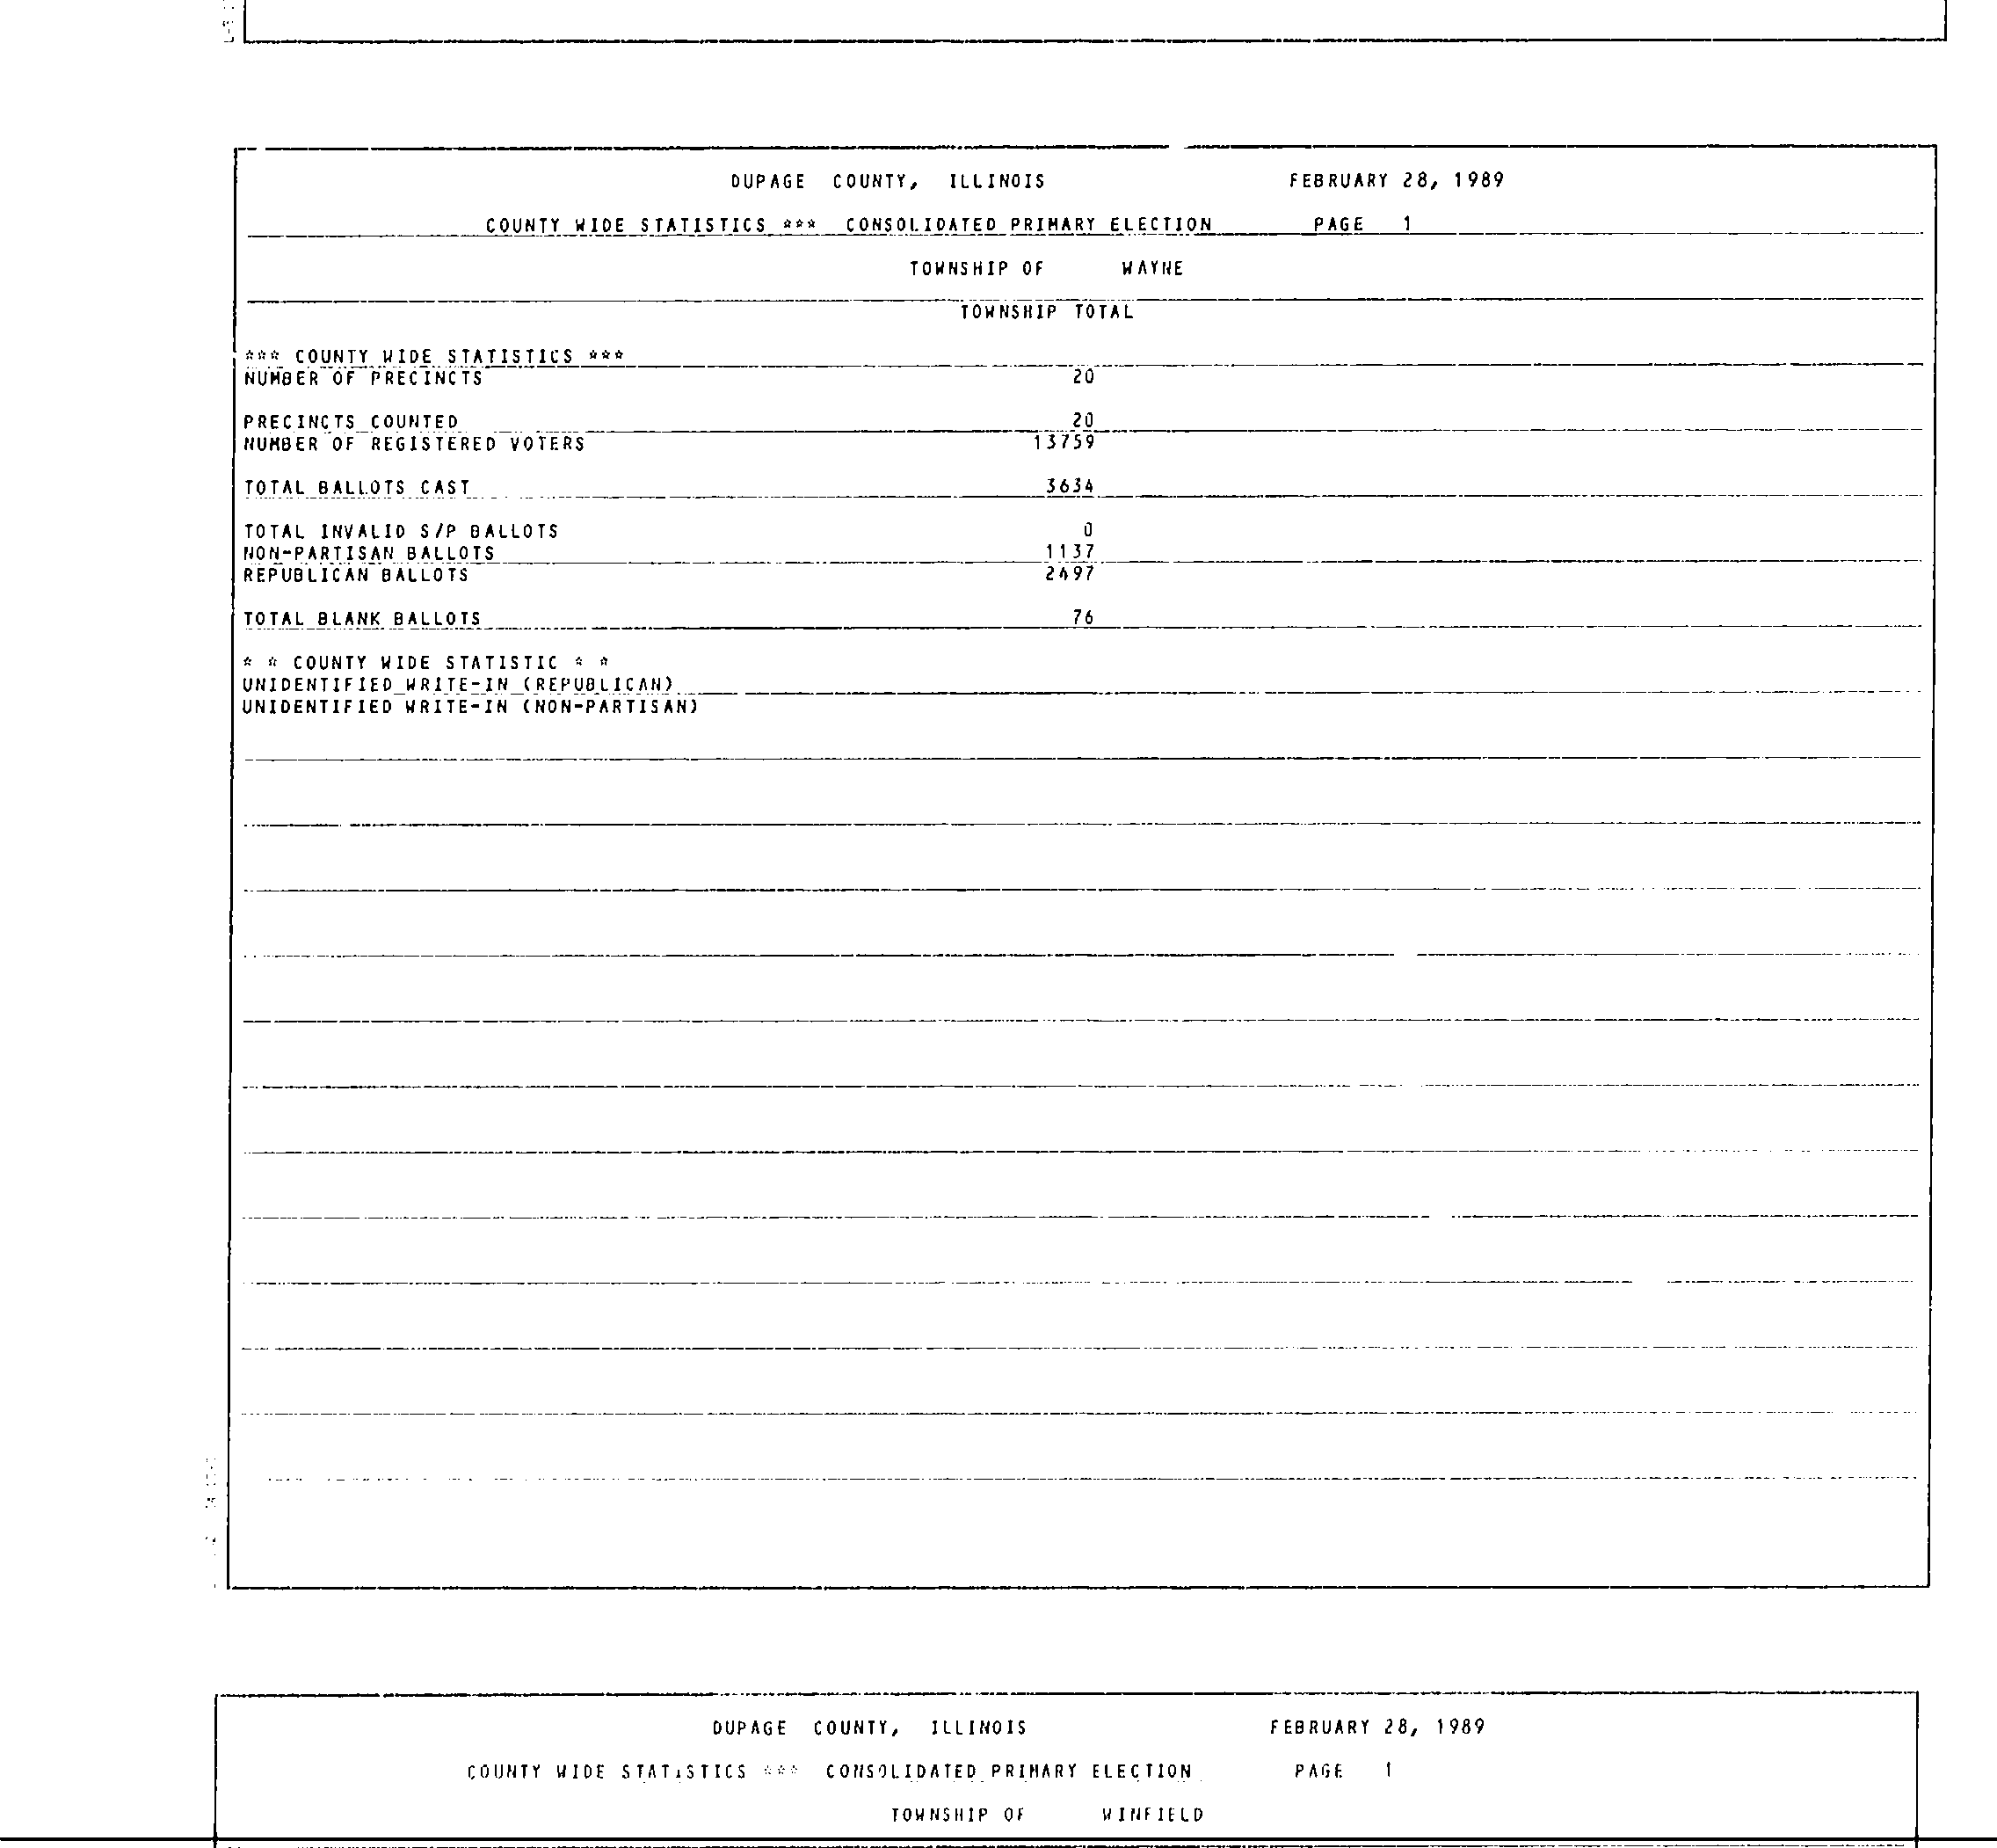 DUPAGE COUNTY, ILLINOIS FEBRUARY 28, 1989
COUNTY WIDE STATISTICS *** CONSOLIDATED PRIMARY ELECTION PAGE 1
TOWNSHIP OF WAYNE
TOWNSHIP TOTAL
*** COUNTY WIDE STATISTICS ***
NUMBER OF PRECINCTS 20
PRECINCTS COUNTED 20
NUMBER OF REGISTERED VOTERS 13759
TOTAL BALLOTS CAST 3634
TOTAL INVALID S/P BALLOTS 0
NON-PARTISAN BALLOTS 1137
REPUBLICAN BALLOTS 2497
TOTAL BLANK BALLOTS 76
* * COUNTY WIDE STATISTIC * *
UNIDENTIFIED WRITE-IN (REPUBLICAN)
UNIDENTIFIED WRITE-IN (NON-PARTISAN)
DUPAGE COUNTY, ILLINOIS FEBRUARY 28, 1989
COUNTY WIDE STATISTICS *** CONSOLIDATED PRIMARY ELECTION PAGE 1
TOWNSHIP OF WINFIELD